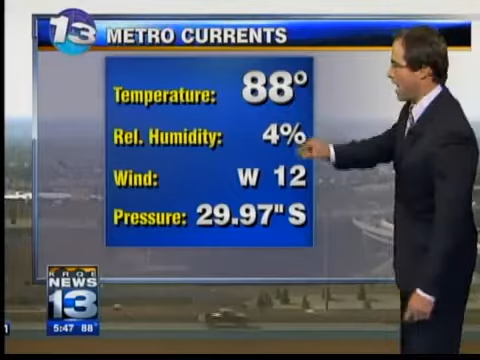 13 METRO CURRENTS
Temperature: 88°
Rel. Humidity: 4%
Wind: W 12
Pressure: 29.97" S
KRQE
NEWS
13
5:47 88°